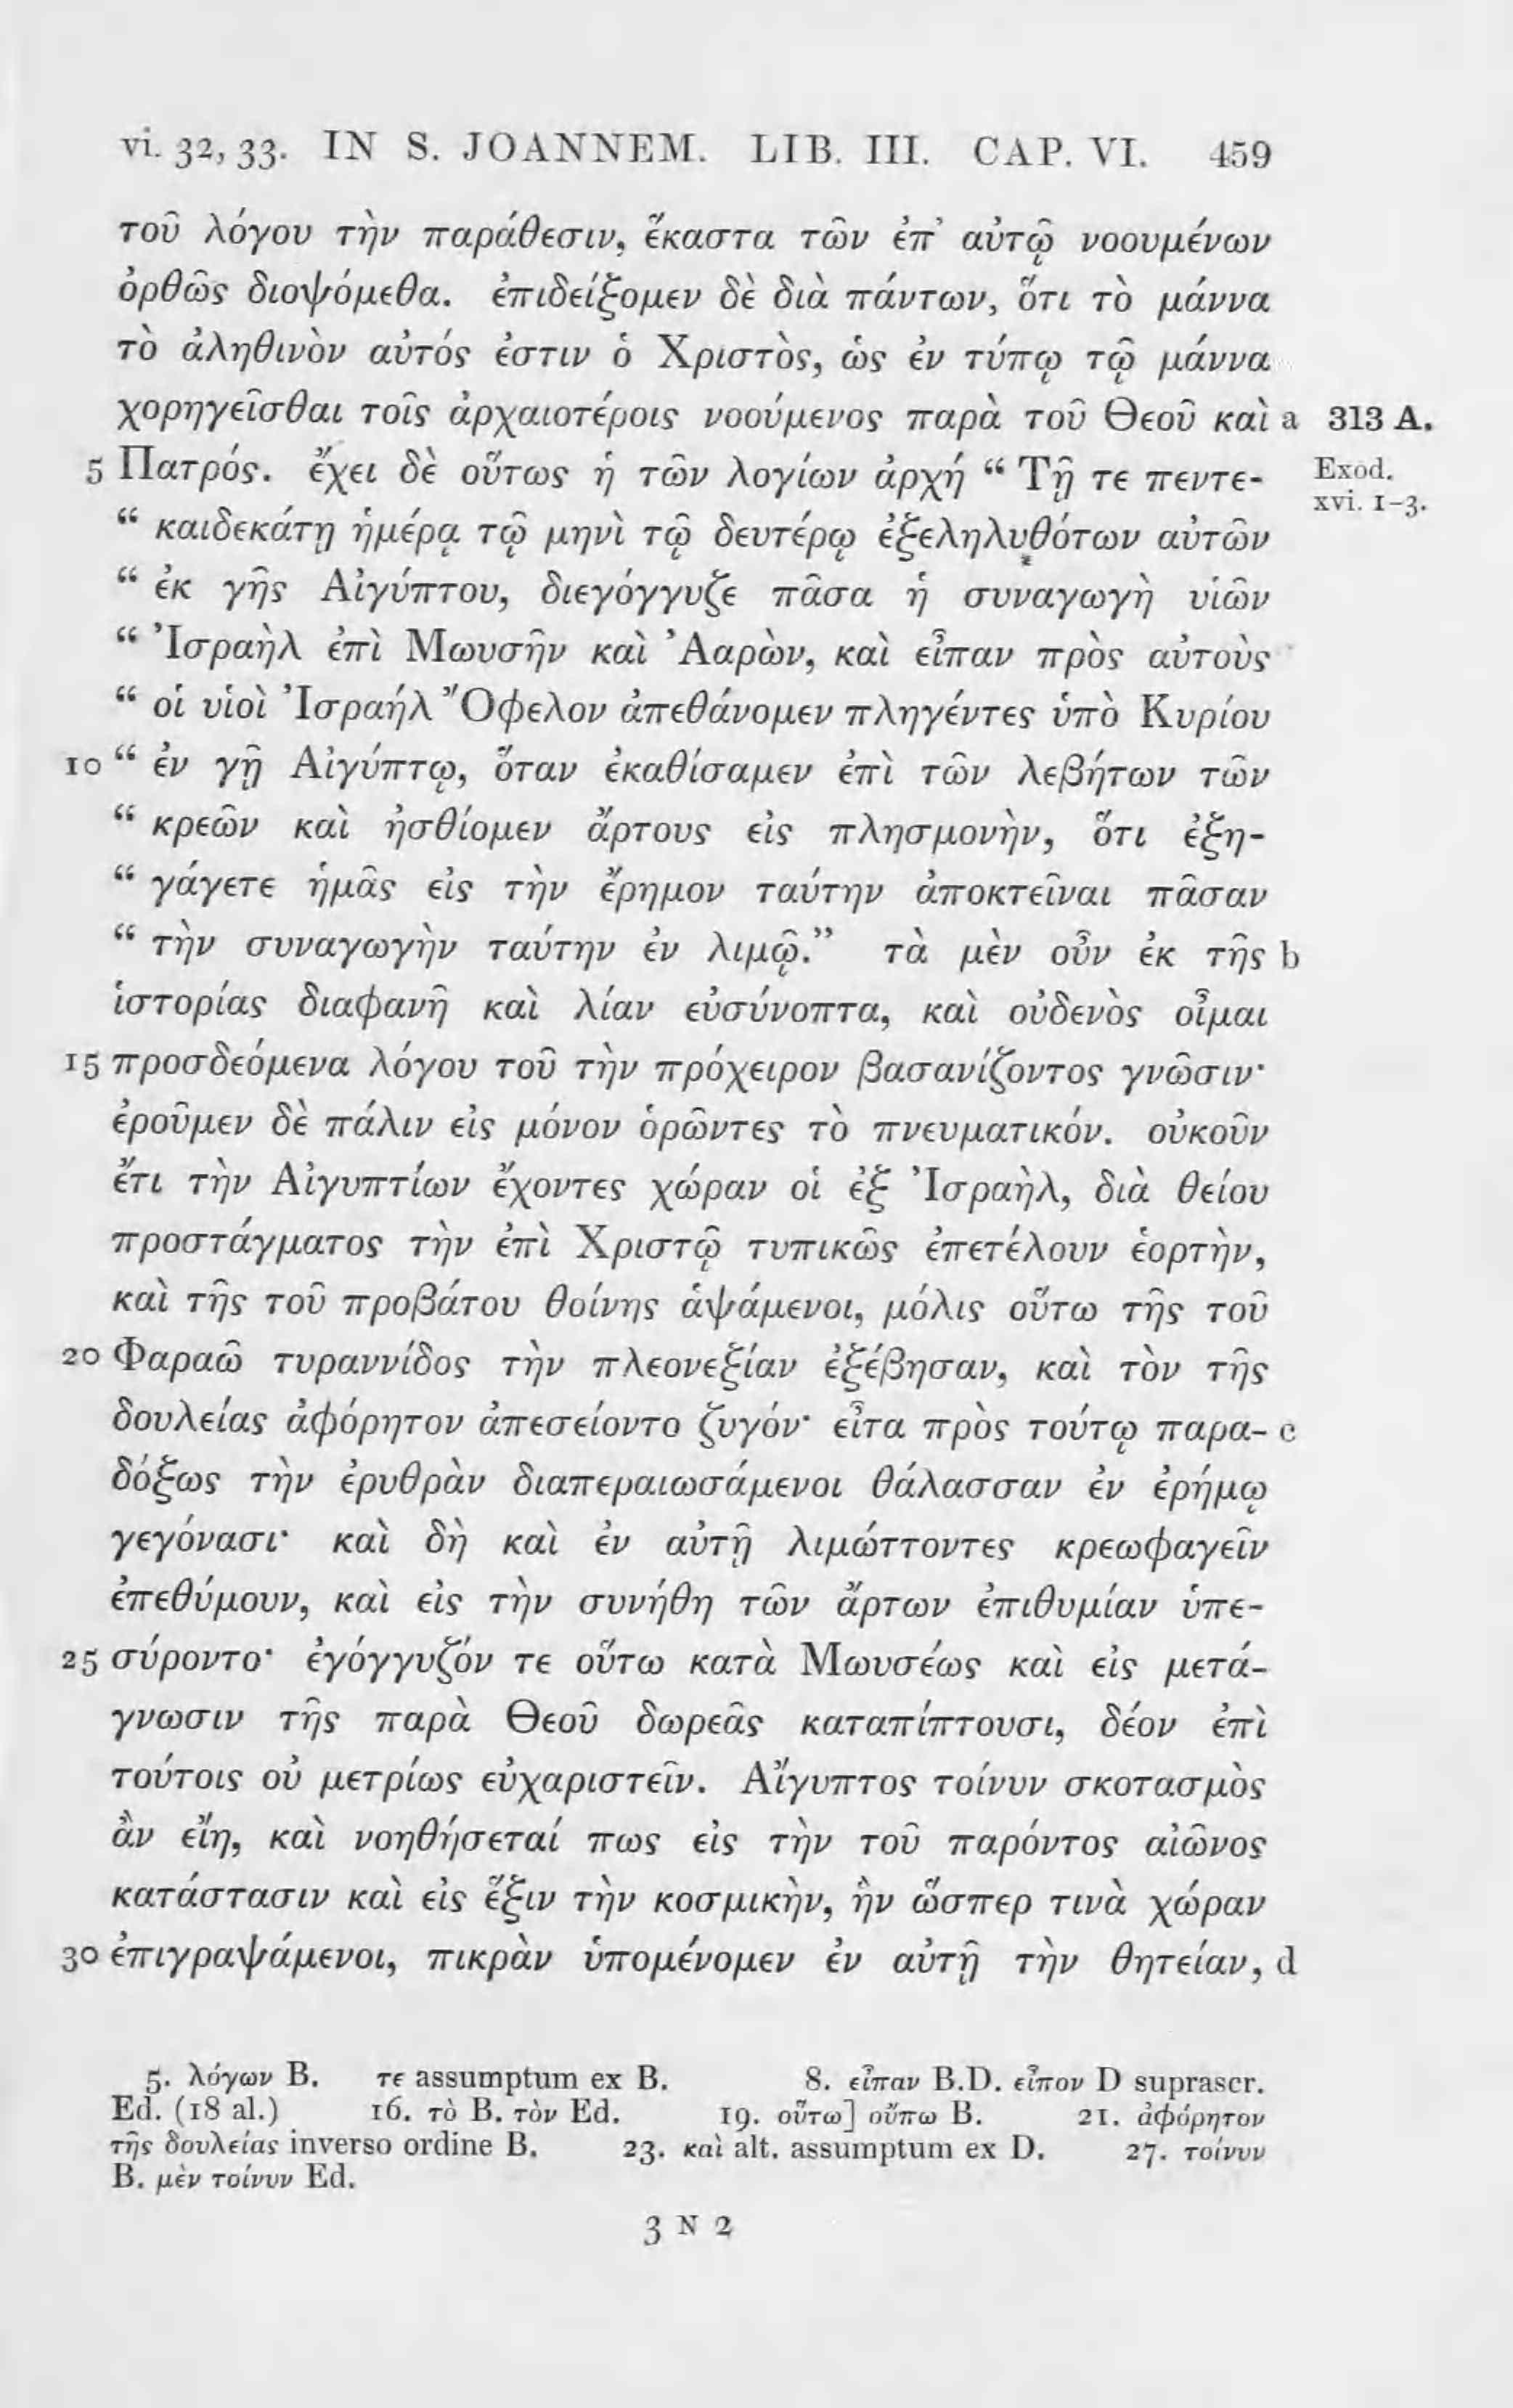 vi. 32, 33. IN S. JOANNEM. LIB. III. CAP. VI. 459
τοῦ λόγου τὴν παράθεσιν, ἕκαστα τῶν ἐπ’ αὐτῷ νοουμένων
ὀρθῶς διοψόμεθα. ἐπιδείξομεν δὲ διὰ πάντων, ὅτι τὸ μάννα
τὸ ἀληθινὸν αὐτός ἐστιν ὁ Χριστὸς, ὡς ἐν τύπῳ τῷ μάννα
χορηγεῖσθαι τοῖς ἀρχαιοτέροις νοούμενος παρὰ τοῦ Θεοῦ καὶ a 313 A.
5 Πατρός. ἔχει δὲ οὕτως ἡ τῶν λογίων ἀρχή “ Τῇ τε πεντε- Exod. xvi. 1-3.
“ καιδεκάτῃ ἡμέρᾳ τῷ μηνὶ τῷ δευτέρῳ ἐξεληλυθότων αὐτῶν
“ ἐκ γῆς Αἰγύπτου, διεγόγγυζε πᾶσα ἡ συναγωγὴ υἱῶν
“ Ἰσραὴλ ἐπὶ Μωυσῆν καὶ Ἀαρὼν, καὶ εἶπαν πρὸς αὐτοὺς
“ οἱ υἱοὶ Ἰσραήλ Ὄφελον ἀπεθάνομεν πληγέντες ὑπὸ Κυρίου
10 “ ἐν γῇ Αἰγύπτῳ, ὅταν ἐκαθίσαμεν ἐπὶ τῶν λεβήτων τῶν
“ κρεῶν καὶ ἠσθίομεν ἄρτους εἰς πλησμονὴν, ὅτι ἐξη-
“ γάγετε ἡμᾶς εἰς τὴν ἔρημον ταύτην ἀποκτεῖναι πᾶσαν
“ τὴν συναγωγὴν ταύτην ἐν λιμῷ.” τὰ μὲν οὖν ἐκ τῆς b
ἱστορίας διαφανῆ καὶ λίαν εὐσύνοπτα, καὶ οὐδενὸς οἶμαι
15 προσδεόμενα λόγου τοῦ τὴν πρόχειρον βασανίζοντος γνῶσιν·
ἐροῦμεν δὲ πάλιν εἰς μόνον ὁρῶντες τὸ πνευματικόν. οὐκοῦν
ἔτι τὴν Αἰγυπτίων ἔχοντες χώραν οἱ ἐξ Ἰσραὴλ, διὰ θείου
προστάγματος τὴν ἐπὶ Χριστῷ τυπικῶς ἐπετέλουν ἑορτὴν,
καὶ τῆς τοῦ προβάτου θοίνης ἁψάμενοι, μόλις οὕτω τῆς τοῦ
20 Φαραῶ τυραννίδος τὴν πλεονεξίαν ἐξέβησαν, καὶ τὸν τῆς
δουλείας ἀφόρητον ἀπεσείοντο ζυγόν· εἶτα πρὸς τούτῳ παρα- c
δόξως τὴν ἐρυθρὰν διαπεραιωσάμενοι θάλασσαν ἐν ἐρήμῳ
γεγόνασι· καὶ δὴ καὶ ἐν αὐτῇ λιμώττοντες κρεωφαγεῖν
ἐπεθύμουν, καὶ εἰς τὴν συνήθη τῶν ἄρτων ἐπιθυμίαν ὑπε-
25 σύροντο· ἐγόγγυζόν τε οὕτω κατὰ Μωυσέως καὶ εἰς μετά-
γνωσιν τῆς παρὰ Θεοῦ δωρεᾶς καταπίπτουσι, δέον ἐπὶ
τούτοις οὐ μετρίως εὐχαριστεῖν. Αἴγυπτος τοίνυν σκοτασμὸς
ἂν εἴη, καὶ νοηθήσεταί πως εἰς τὴν τοῦ παρόντος αἰῶνος
κατάστασιν καὶ εἰς ἕξιν τὴν κοσμικὴν, ἣν ὥσπερ τινὰ χώραν
30 ἐπιγραψάμενοι, πικρὰν ὑπομένομεν ἐν αὐτῇ τὴν θητείαν, d
5. λόγων B. τε assumptum ex B. 8. εἶπαν B.D. εἶπον D suprascr.
Ed. (18 al.) 16. τὸ B. τὸν Ed. 19. οὕτω] οὔπω B. 21. ἀφόρητον
τῆς δουλείας inverso ordine B. 23. καὶ alt. assumptum ex D. 27. τοίνυν
B. μὲν τοίνυν Ed.
3 N 2